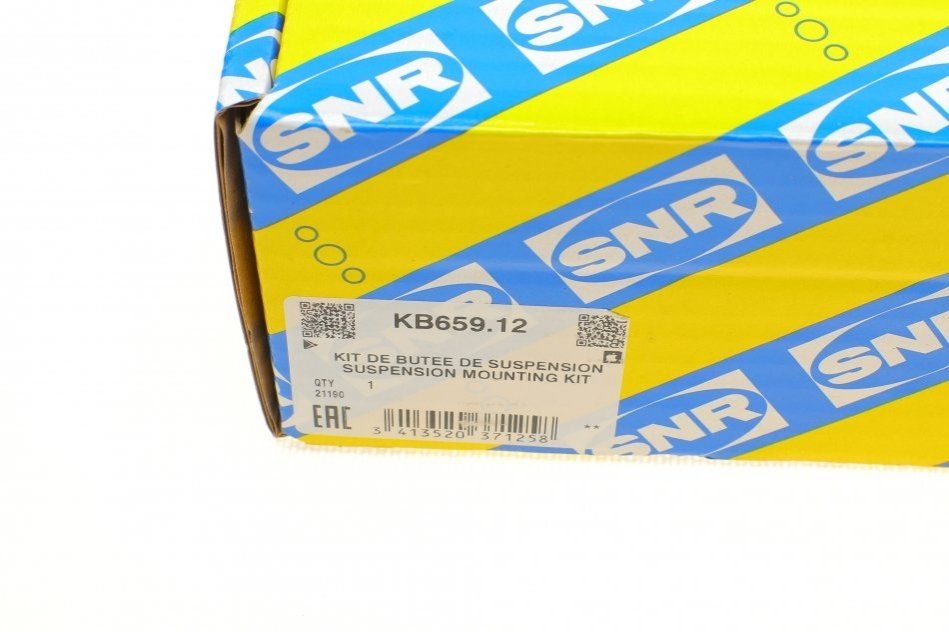 SNR
SNR
SNR
SNR
KB659.12
KIT DE BUTEE DE SUSPENSION
SUSPENSION MOUNTING KIT
QTY 1
21190
EAC
3 413520 371258
**
SNR